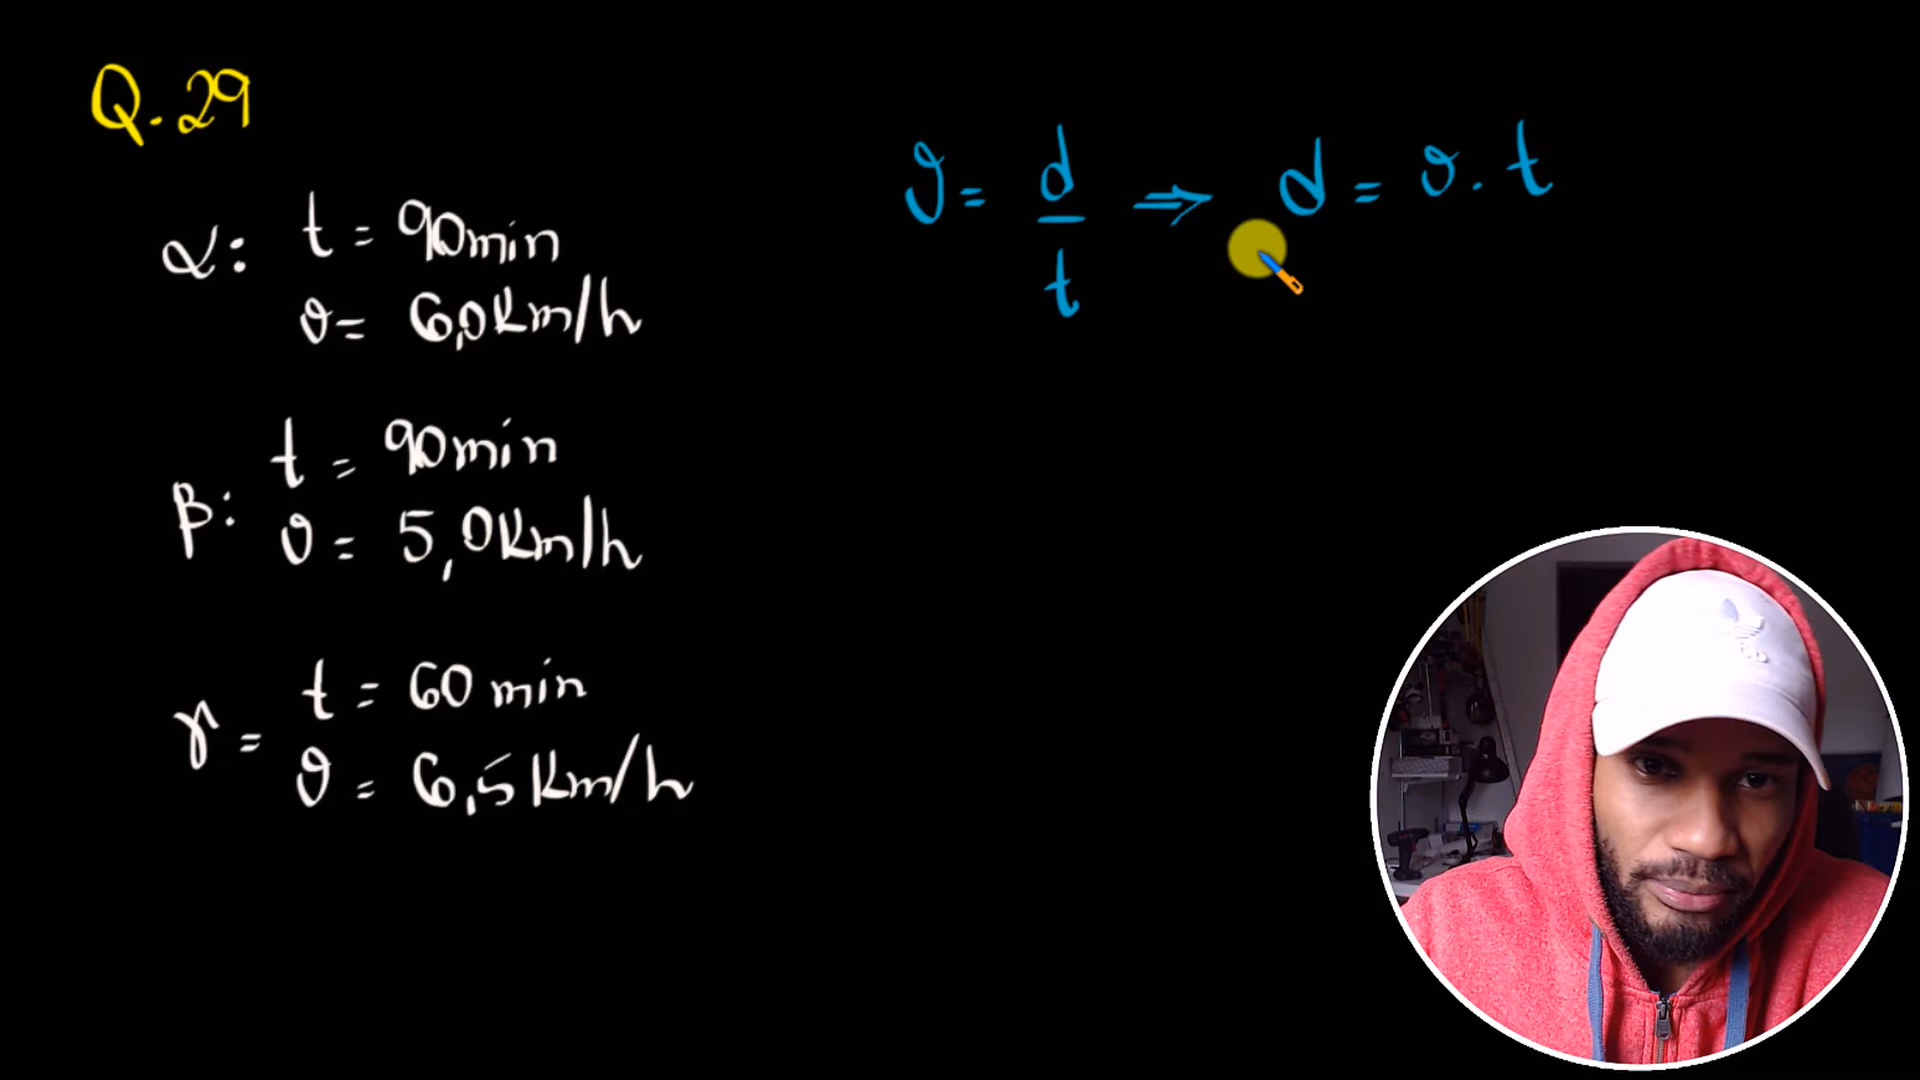 Q. 29
α: t = 90min
v = 6,0Km/h
β: t = 90min
v = 5,0Km/h
γ = t = 60 min
v = 6,5Km/h
v = d/t ⇒ d = v . t